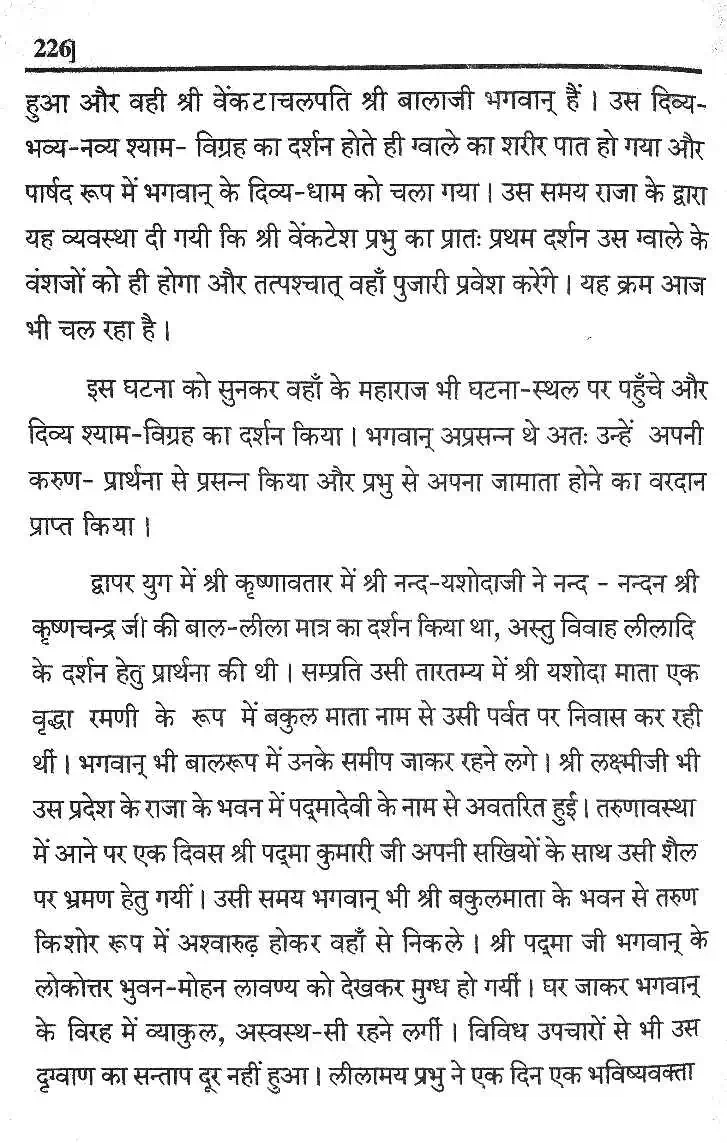 226]
हुआ और वही श्री वेंकटाचलपति श्री बालाजी भगवान् हैं । उस दिव्य-
भव्य-नव्य श्याम- विग्रह का दर्शन होते ही ग्वाले का शरीर पात हो गया और
पार्षद रूप में भगवान् के दिव्य-धाम को चला गया । उस समय राजा के द्वारा
यह व्यवस्था दी गयी कि श्री वेंकटेश प्रभु का प्रातः प्रथम दर्शन उस ग्वाले के
वंशजों को ही होगा और तत्पश्चात् वहाँ पुजारी प्रवेश करेंगे । यह क्रम आज
भी चल रहा है ।
इस घटना को सुनकर वहाँ के महाराज भी घटना-स्थल पर पहुँचे और
दिव्य श्याम-विग्रह का दर्शन किया । भगवान् अप्रसन्न थे अतः उन्हें अपनी
करुण- प्रार्थना से प्रसन्न किया और प्रभु से अपना जामाता होने का वरदान
प्राप्त किया ।
द्वापर युग में श्री कृष्णावतार में श्री नन्द-यशोदाजी ने नन्द - नन्दन श्री
कृष्णचन्द्र जी की बाल-लीला मात्र का दर्शन किया था, अस्तु विवाह लीलादि
के दर्शन हेतु प्रार्थना की थी । सम्प्रति उसी तारतम्य में श्री यशोदा माता एक
वृद्धा रमणी के रूप में बकुल माता नाम से उसी पर्वत पर निवास कर रही
थीं । भगवान् भी बालरूप में उनके समीप जाकर रहने लगे । श्री लक्ष्मीजी भी
उस प्रदेश के राजा के भवन में पद्मादेवी के नाम से अवतरित हुई । तरुणावस्था
में आने पर एक दिवस श्री पद्मा कुमारी जी अपनी सखियों के साथ उसी शैल
पर भ्रमण हेतु गयीं । उसी समय भगवान् भी श्री बकुलमाता के भवन से तरुण
किशोर रूप में अश्वारुढ़ होकर वहाँ से निकले । श्री पद्मा जी भगवान् के
लोकोत्तर भुवन-मोहन लावण्य को देखकर मुग्ध हो गयीं । घर जाकर भगवान्
के विरह में व्याकुल, अस्वस्थ-सी रहने लगीं । विविध उपचारों से भी उस
दृग्वाण का सन्ताप दूर नहीं हुआ । लीलामय प्रभु ने एक दिन एक भविष्यवक्ता